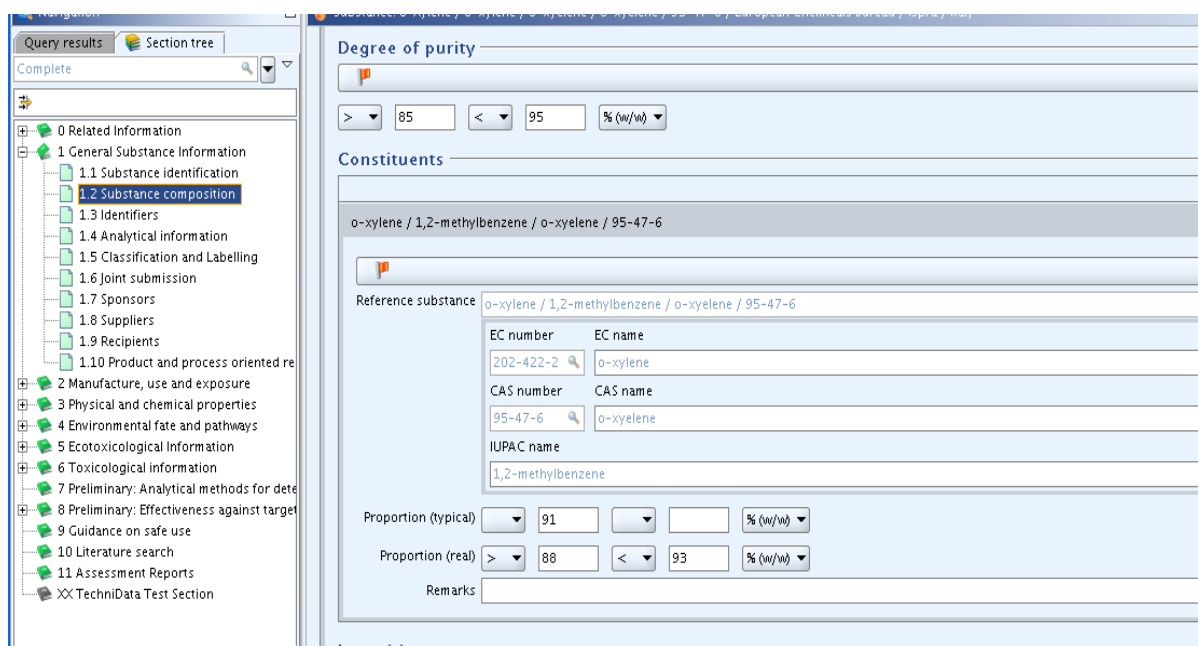 Navigation
Query results
Section tree
Complete
0 Related Information
1 General Substance Information
1.1 Substance identification
1.2 Substance composition
1.3 Identifiers
1.4 Analytical information
1.5 Classification and Labelling
1.6 Joint submission
1.7 Sponsors
1.8 Suppliers
1.9 Recipients
1.10 Product and process oriented re
2 Manufacture, use and exposure
3 Physical and chemical properties
4 Environmental fate and pathways
5 Ecotoxicological Information
6 Toxicological information
7 Preliminary: Analytical methods for dete
8 Preliminary: Effectiveness against target
9 Guidance on safe use
10 Literature search
11 Assessment Reports
XX TechniData Test Section
Degree of purity
> 85 < 95 % (w/w)
Constituents
o-xylene / 1,2-methylbenzene / o-xyelene / 95-47-6
Reference substance o-xylene / 1,2-methylbenzene / o-xyelene / 95-47-6
EC number EC name
202-422-2 o-xylene
CAS number CAS name
95-47-6 o-xyelene
IUPAC name
1,2-methylbenzene
Proportion (typical) 91 % (w/w)
Proportion (real) > 88 < 93 % (w/w)
Remarks